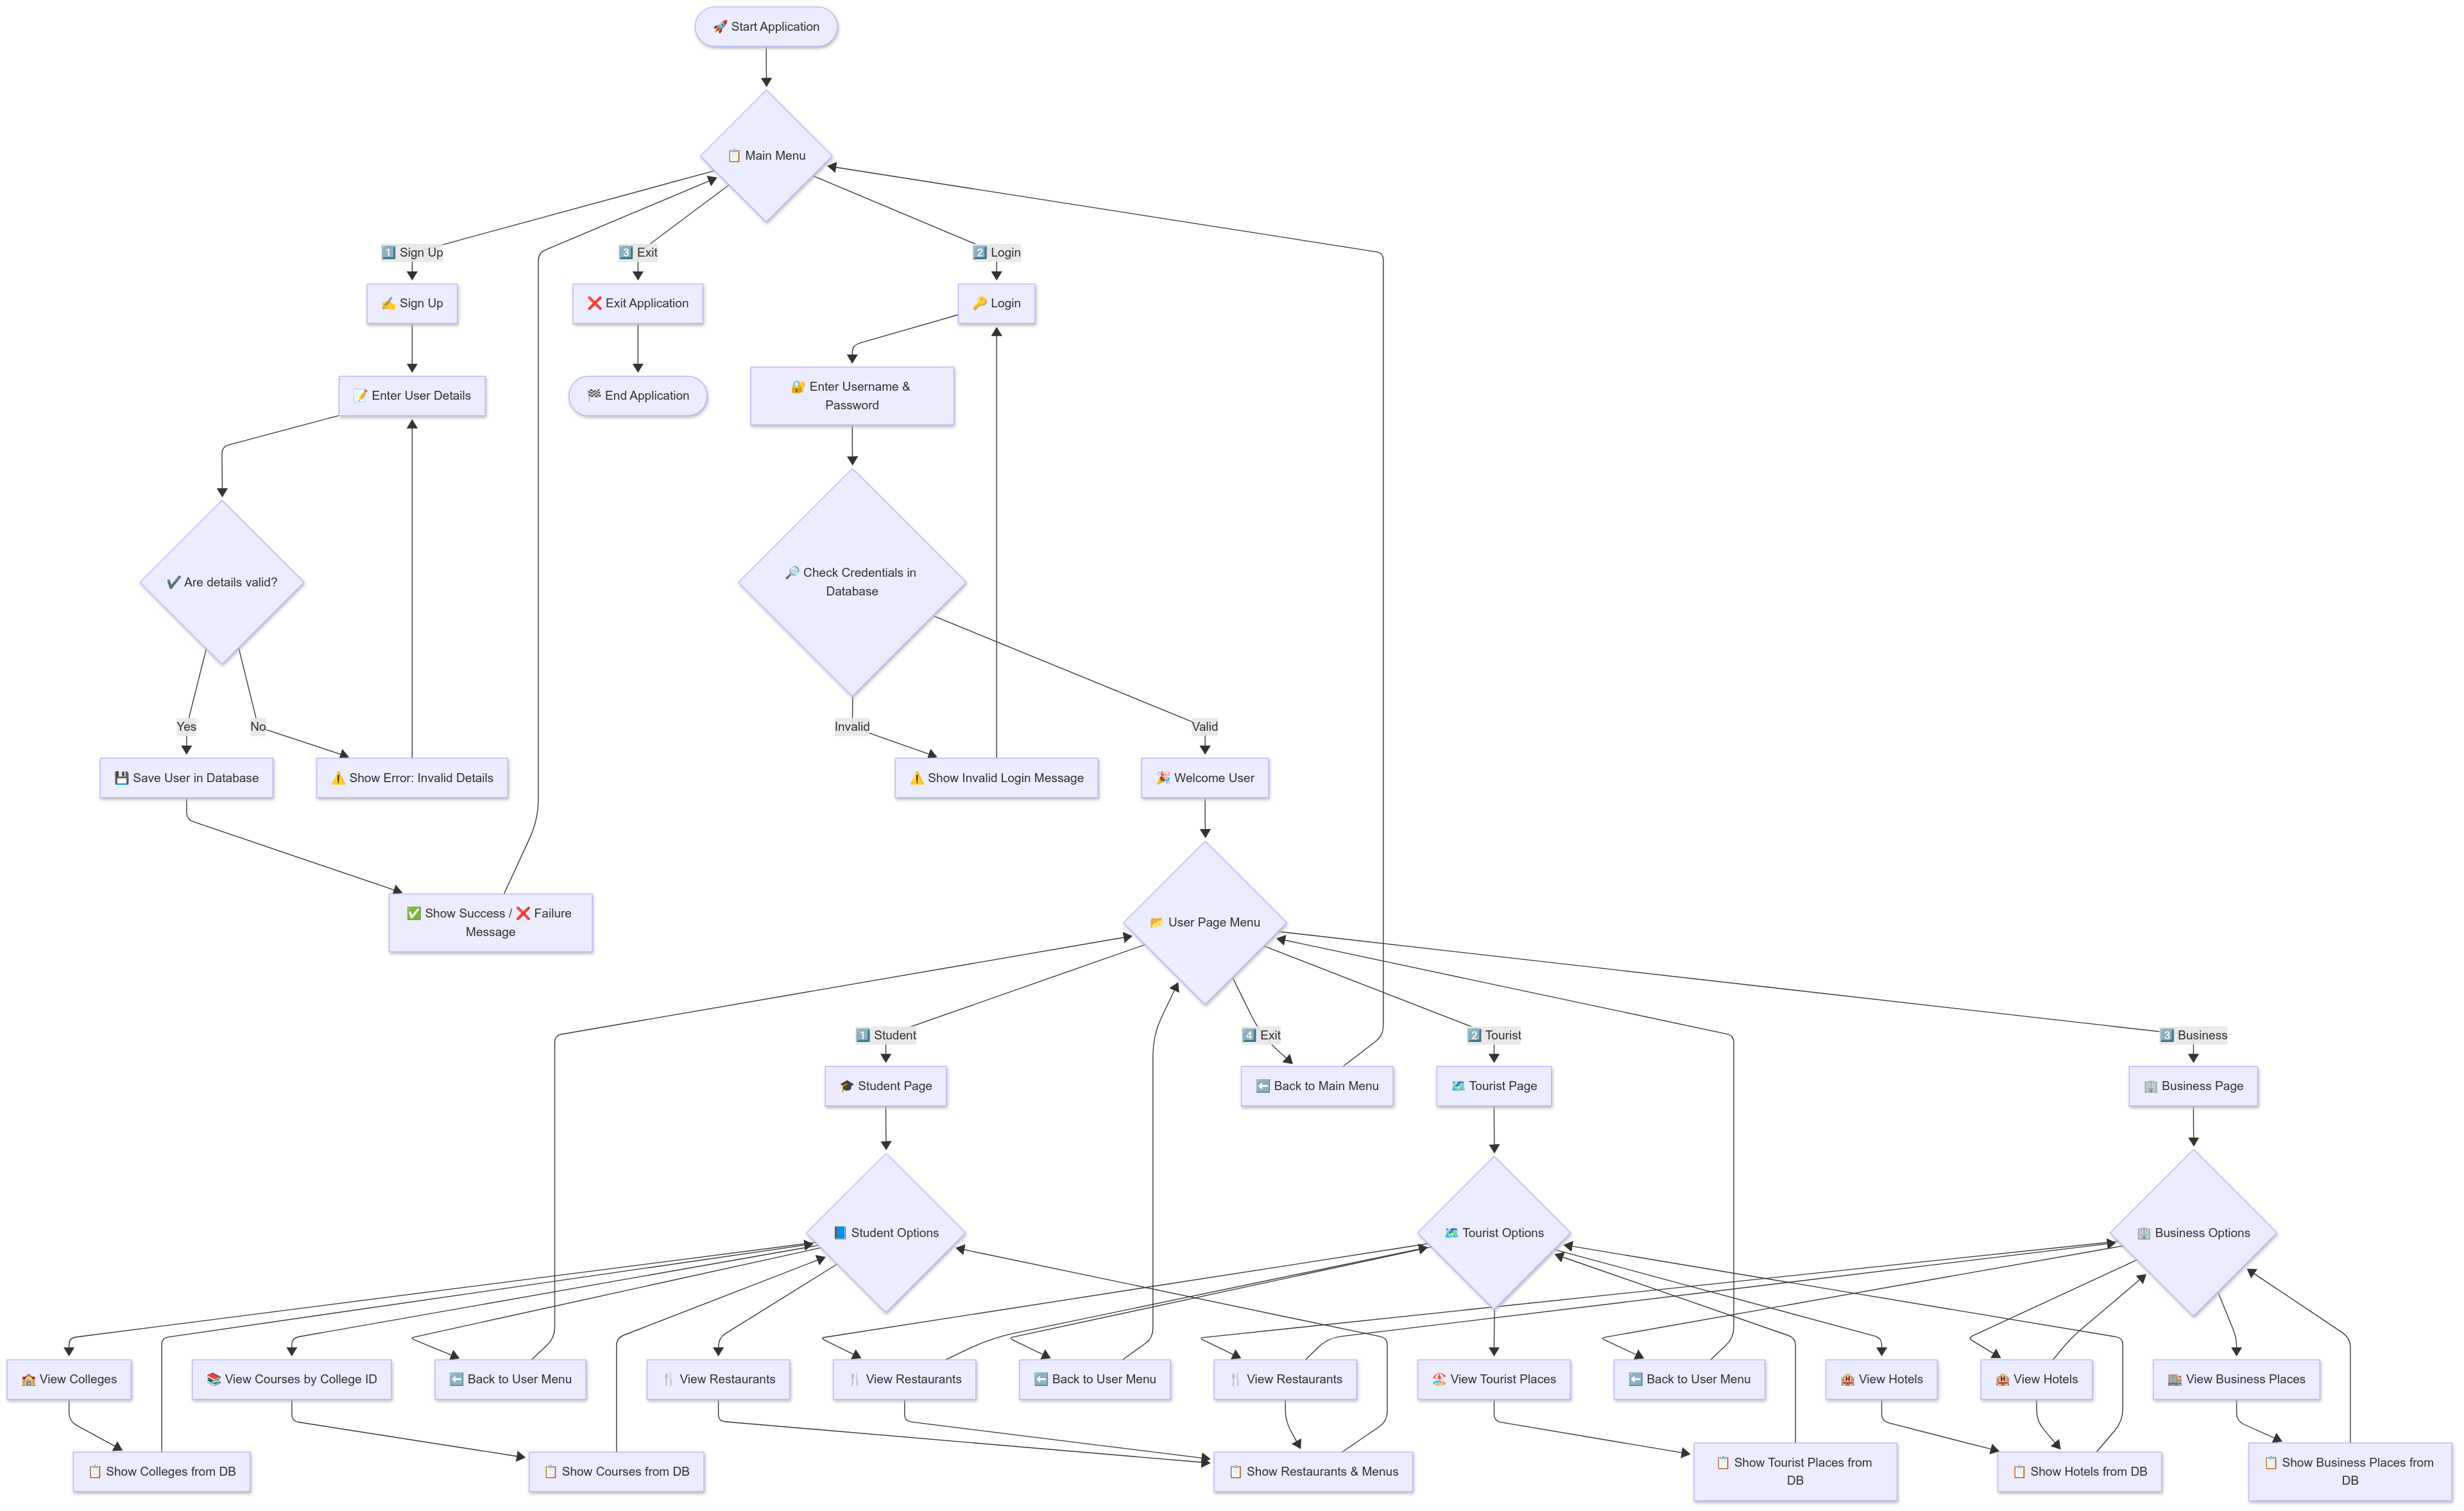 🚀 Start Application
📋 Main Menu
1️⃣ Sign Up
3️⃣ Exit
2️⃣ Login
✍️ Sign Up
❌ Exit Application
🔑 Login
📝 Enter User Details
🏁 End Application
🔐 Enter Username &
Password
✔️ Are details valid?
🔎 Check Credentials in
Database
Yes
No
Invalid
Valid
💾 Save User in Database
⚠️ Show Error: Invalid Details
⚠️ Show Invalid Login Message
🎉 Welcome User
✅ Show Success / ❌ Failure
Message
📂 User Page Menu
1️⃣ Student
4️⃣ Exit
2️⃣ Tourist
3️⃣ Business
🎓 Student Page
⬅️ Back to Main Menu
🗺️ Tourist Page
🏢 Business Page
📘 Student Options
🗺️ Tourist Options
🏢 Business Options
🏫 View Colleges
📚 View Courses by College ID
⬅️ Back to User Menu
🍴 View Restaurants
🍴 View Restaurants
⬅️ Back to User Menu
🍴 View Restaurants
🏖️ View Tourist Places
⬅️ Back to User Menu
🏨 View Hotels
🏨 View Hotels
🏬 View Business Places
📋 Show Colleges from DB
📋 Show Courses from DB
📋 Show Restaurants & Menus
📋 Show Tourist Places from
DB
📋 Show Hotels from DB
📋 Show Business Places from
DB